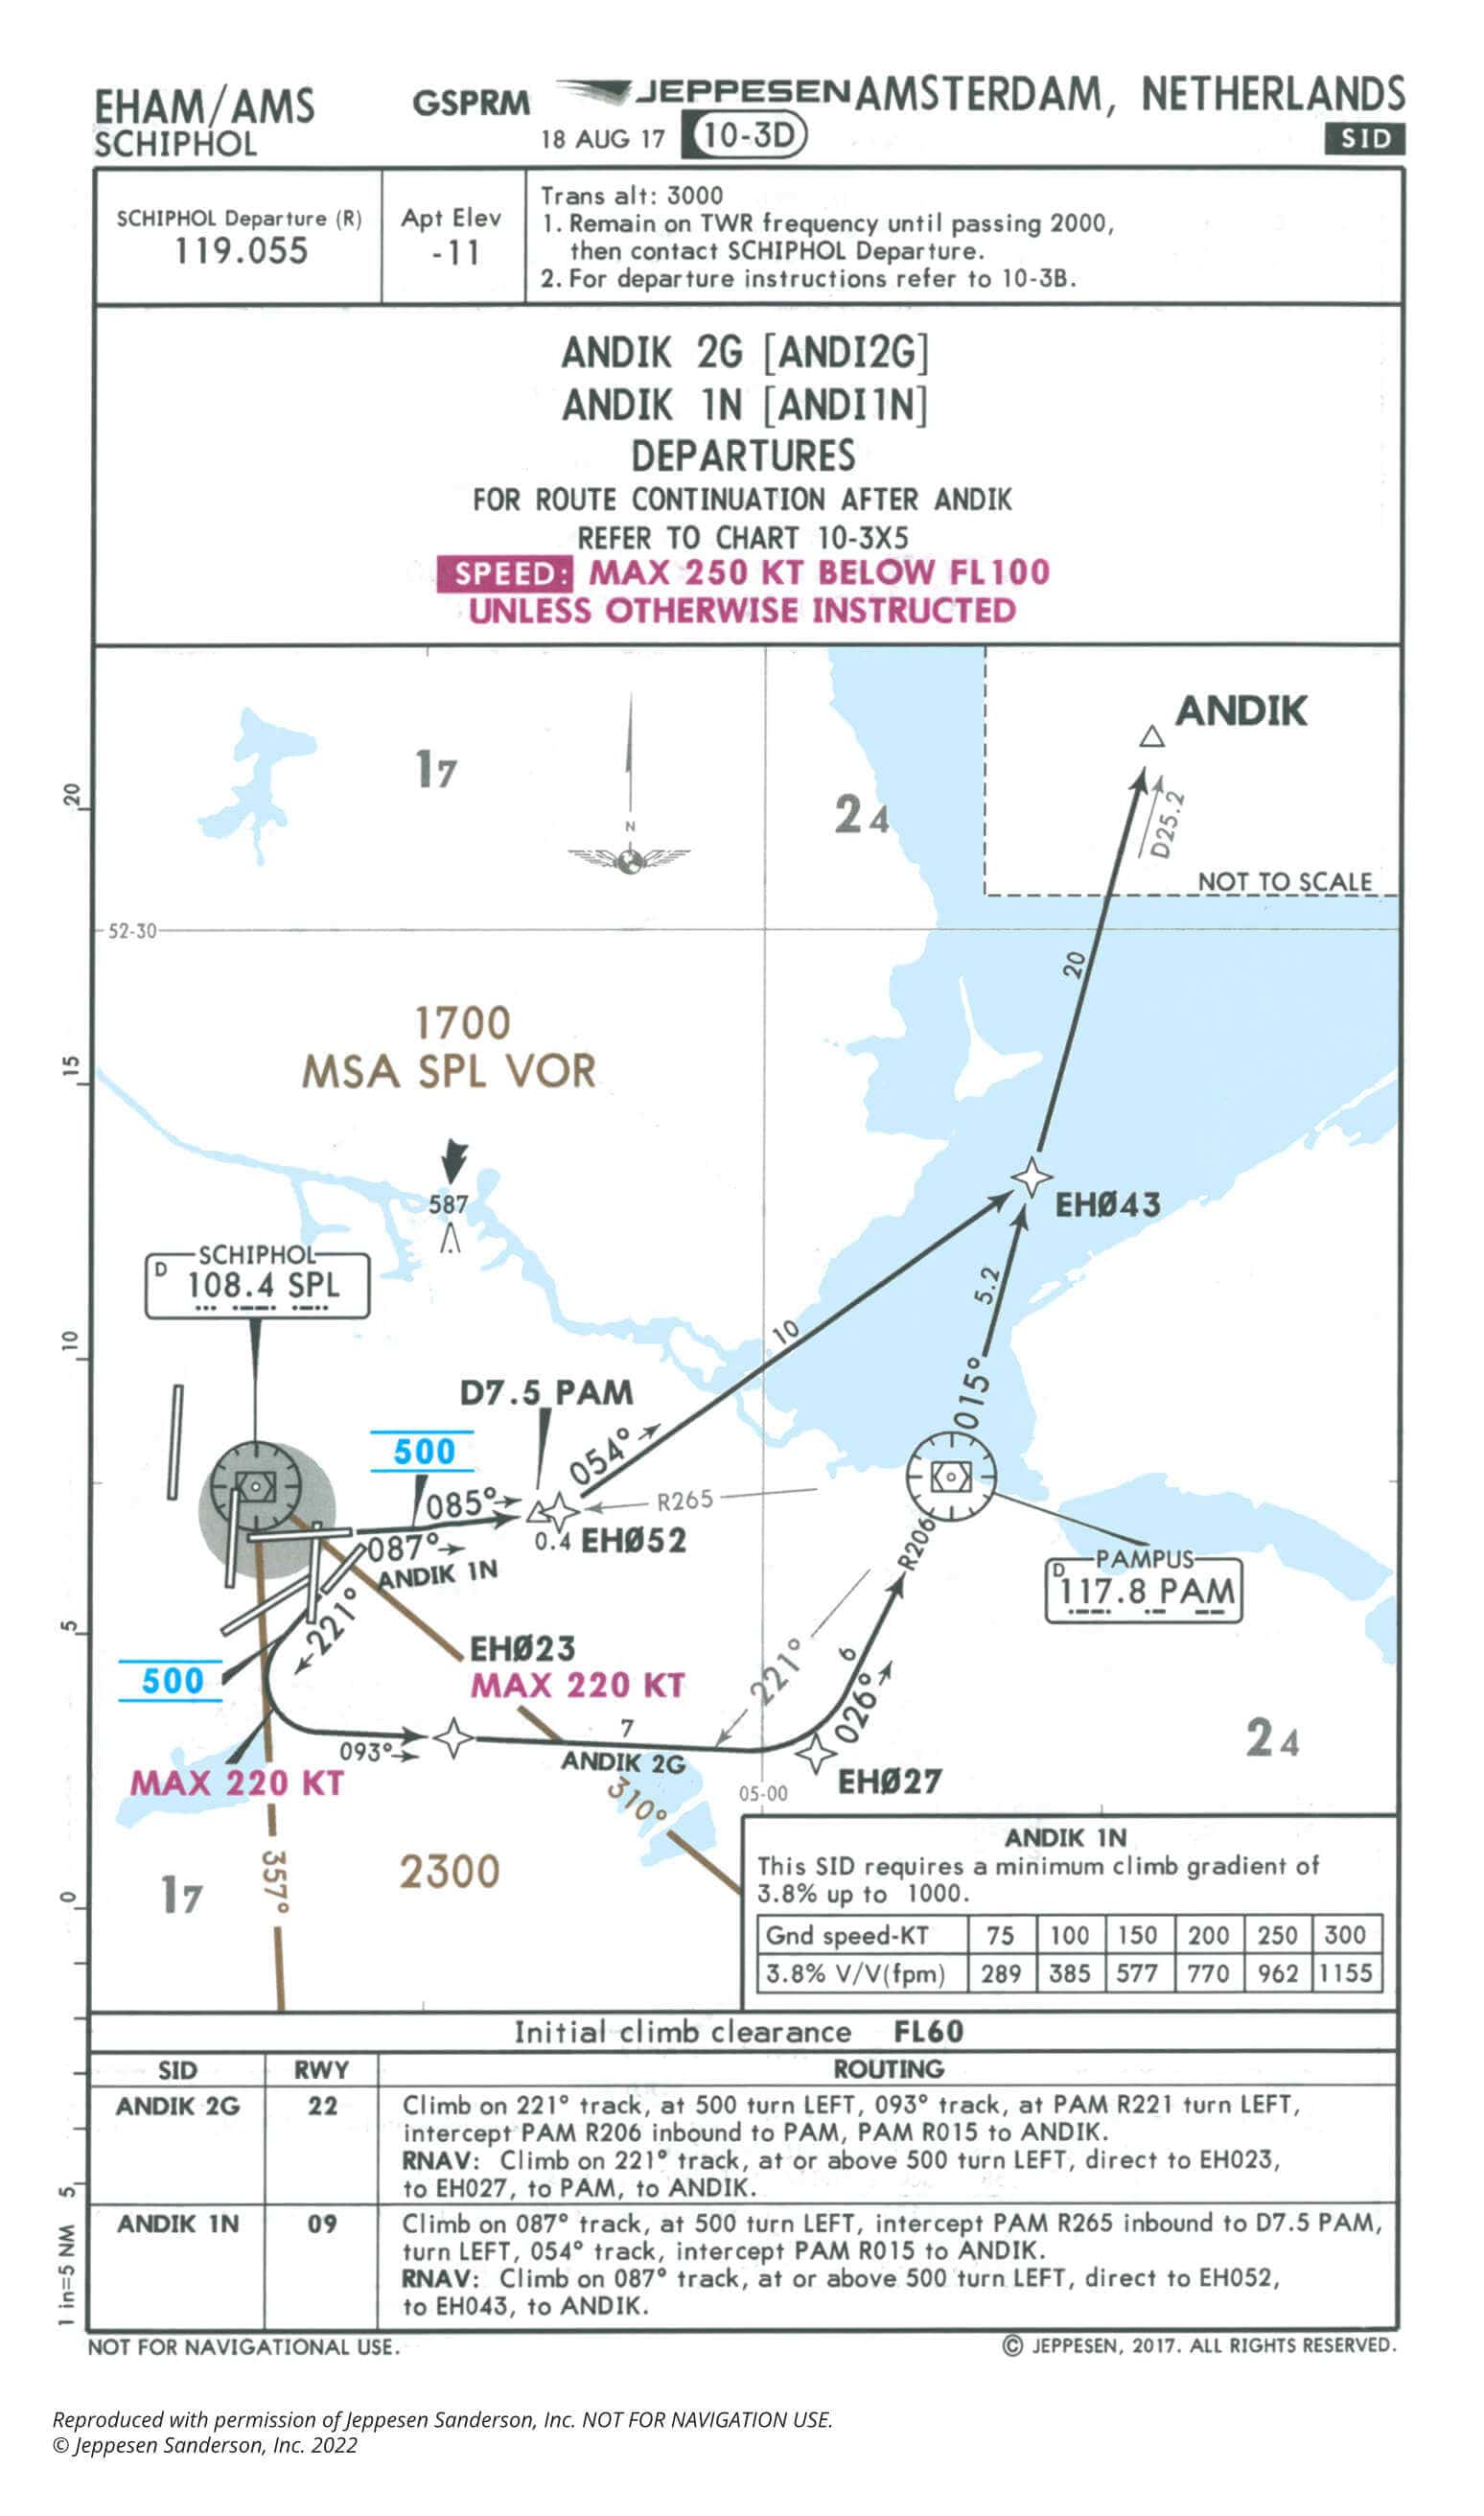 EHAM/AMS
SCHIPHOL
GSPRM
JEPPESEN
18 AUG 17
10-3D
AMSTERDAM, NETHERLANDS
SID
SCHIPHOL Departure (R)
119.055
Apt Elev
-11
Trans alt: 3000
1. Remain on TWR frequency until passing 2000,
then contact SCHIPHOL Departure.
2. For departure instructions refer to 10-3B.
ANDIK 2G [ANDI2G]
ANDIK 1N [ANDI1N]
DEPARTURES
FOR ROUTE CONTINUATION AFTER ANDIK
REFER TO CHART 10-3X5
SPEED: MAX 250 KT BELOW FL100
UNLESS OTHERWISE INSTRUCTED
ANDIK
D25.2
NOT TO SCALE
17
24
20
N
52-30
20
1700
MSA SPL VOR
15
587
EHØ43
SCHIPHOL
D 108.4 SPL
5.2
10
10
015°
D7.5 PAM
500
054°
085°
R265
0.4 EHØ52
087°
ANDIK 1N
R206
PAMPUS
D 117.8 PAM
221°
5
EHØ23
MAX 220 KT
500
221°
6
026°
7
093°
ANDIK 2G
24
MAX 220 KT
310°
05-00
EHØ27
357°
2300
17
0
ANDIK 1N
This SID requires a minimum climb gradient of
3.8% up to 1000.
Gnd speed-KT 75 100 150 200 250 300
3.8% V/V(fpm) 289 385 577 770 962 1155
Initial climb clearance FL60
SID RWY ROUTING
ANDIK 2G 22 Climb on 221° track, at 500 turn LEFT, 093° track, at PAM R221 turn LEFT,
intercept PAM R206 inbound to PAM, PAM R015 to ANDIK.
RNAV: Climb on 221° track, at or above 500 turn LEFT, direct to EH023,
to EH027, to PAM, to ANDIK.
5
ANDIK 1N 09 Climb on 087° track, at 500 turn LEFT, intercept PAM R265 inbound to D7.5 PAM,
turn LEFT, 054° track, intercept PAM R015 to ANDIK.
RNAV: Climb on 087° track, at or above 500 turn LEFT, direct to EH052,
to EH043, to ANDIK.
1 in=5 NM
NOT FOR NAVIGATIONAL USE.
© JEPPESEN, 2017. ALL RIGHTS RESERVED.
Reproduced with permission of Jeppesen Sanderson, Inc. NOT FOR NAVIGATION USE.
© Jeppesen Sanderson, Inc. 2022